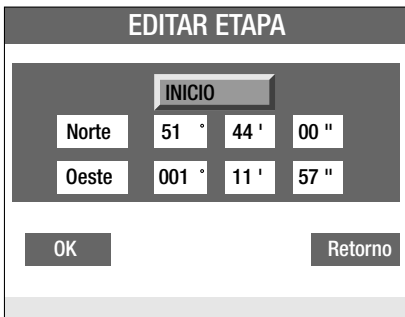 EDITAR ETAPA
INICIO
Norte 51 ° 44 ' 00 "
Oeste 001 ° 11 ' 57 "
OK Retorno